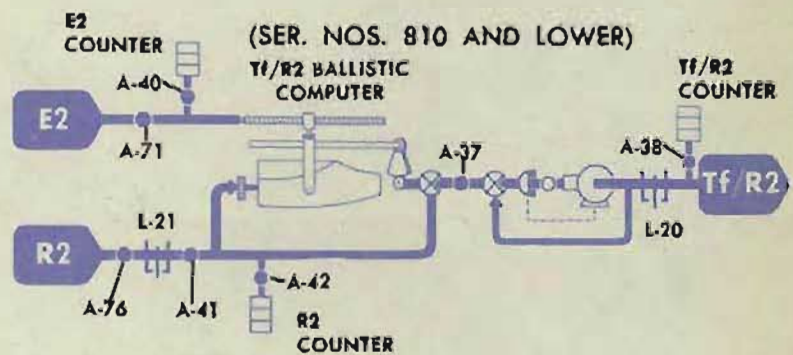 E2
COUNTER
(SER. NOS. 810 AND LOWER)
Tf/R2 BALLISTIC
COMPUTER
Tf/R2
COUNTER
A-40
E2
A-71
A-37
A-38
Tf/R2
L-20
L-21
R2
A-76
A-41
A-42
R2
COUNTER